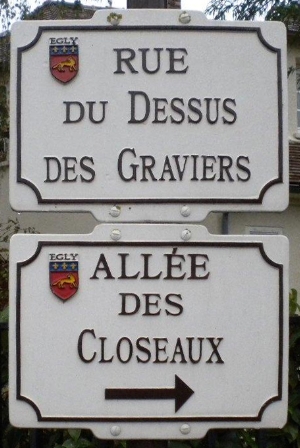 EGLY
RUE
DU DESSUS
DES GRAVIERS
EGLY
ALLÉE
DES
CLOSEAUX